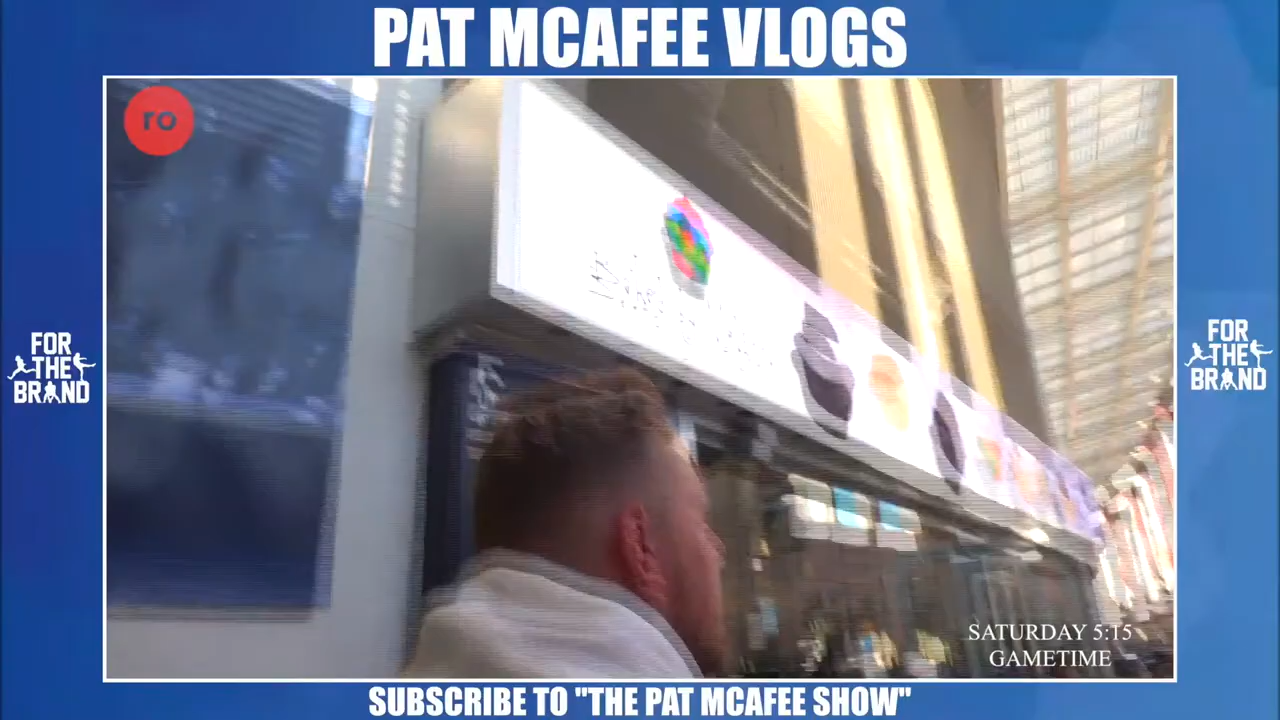 PAT MCAFEE VLOGS
ro
FOR
THE
BRAND
FOR
THE
BRAND
SATURDAY 5:15
GAMETIME
SUBSCRIBE TO "THE PAT MCAFEE SHOW"